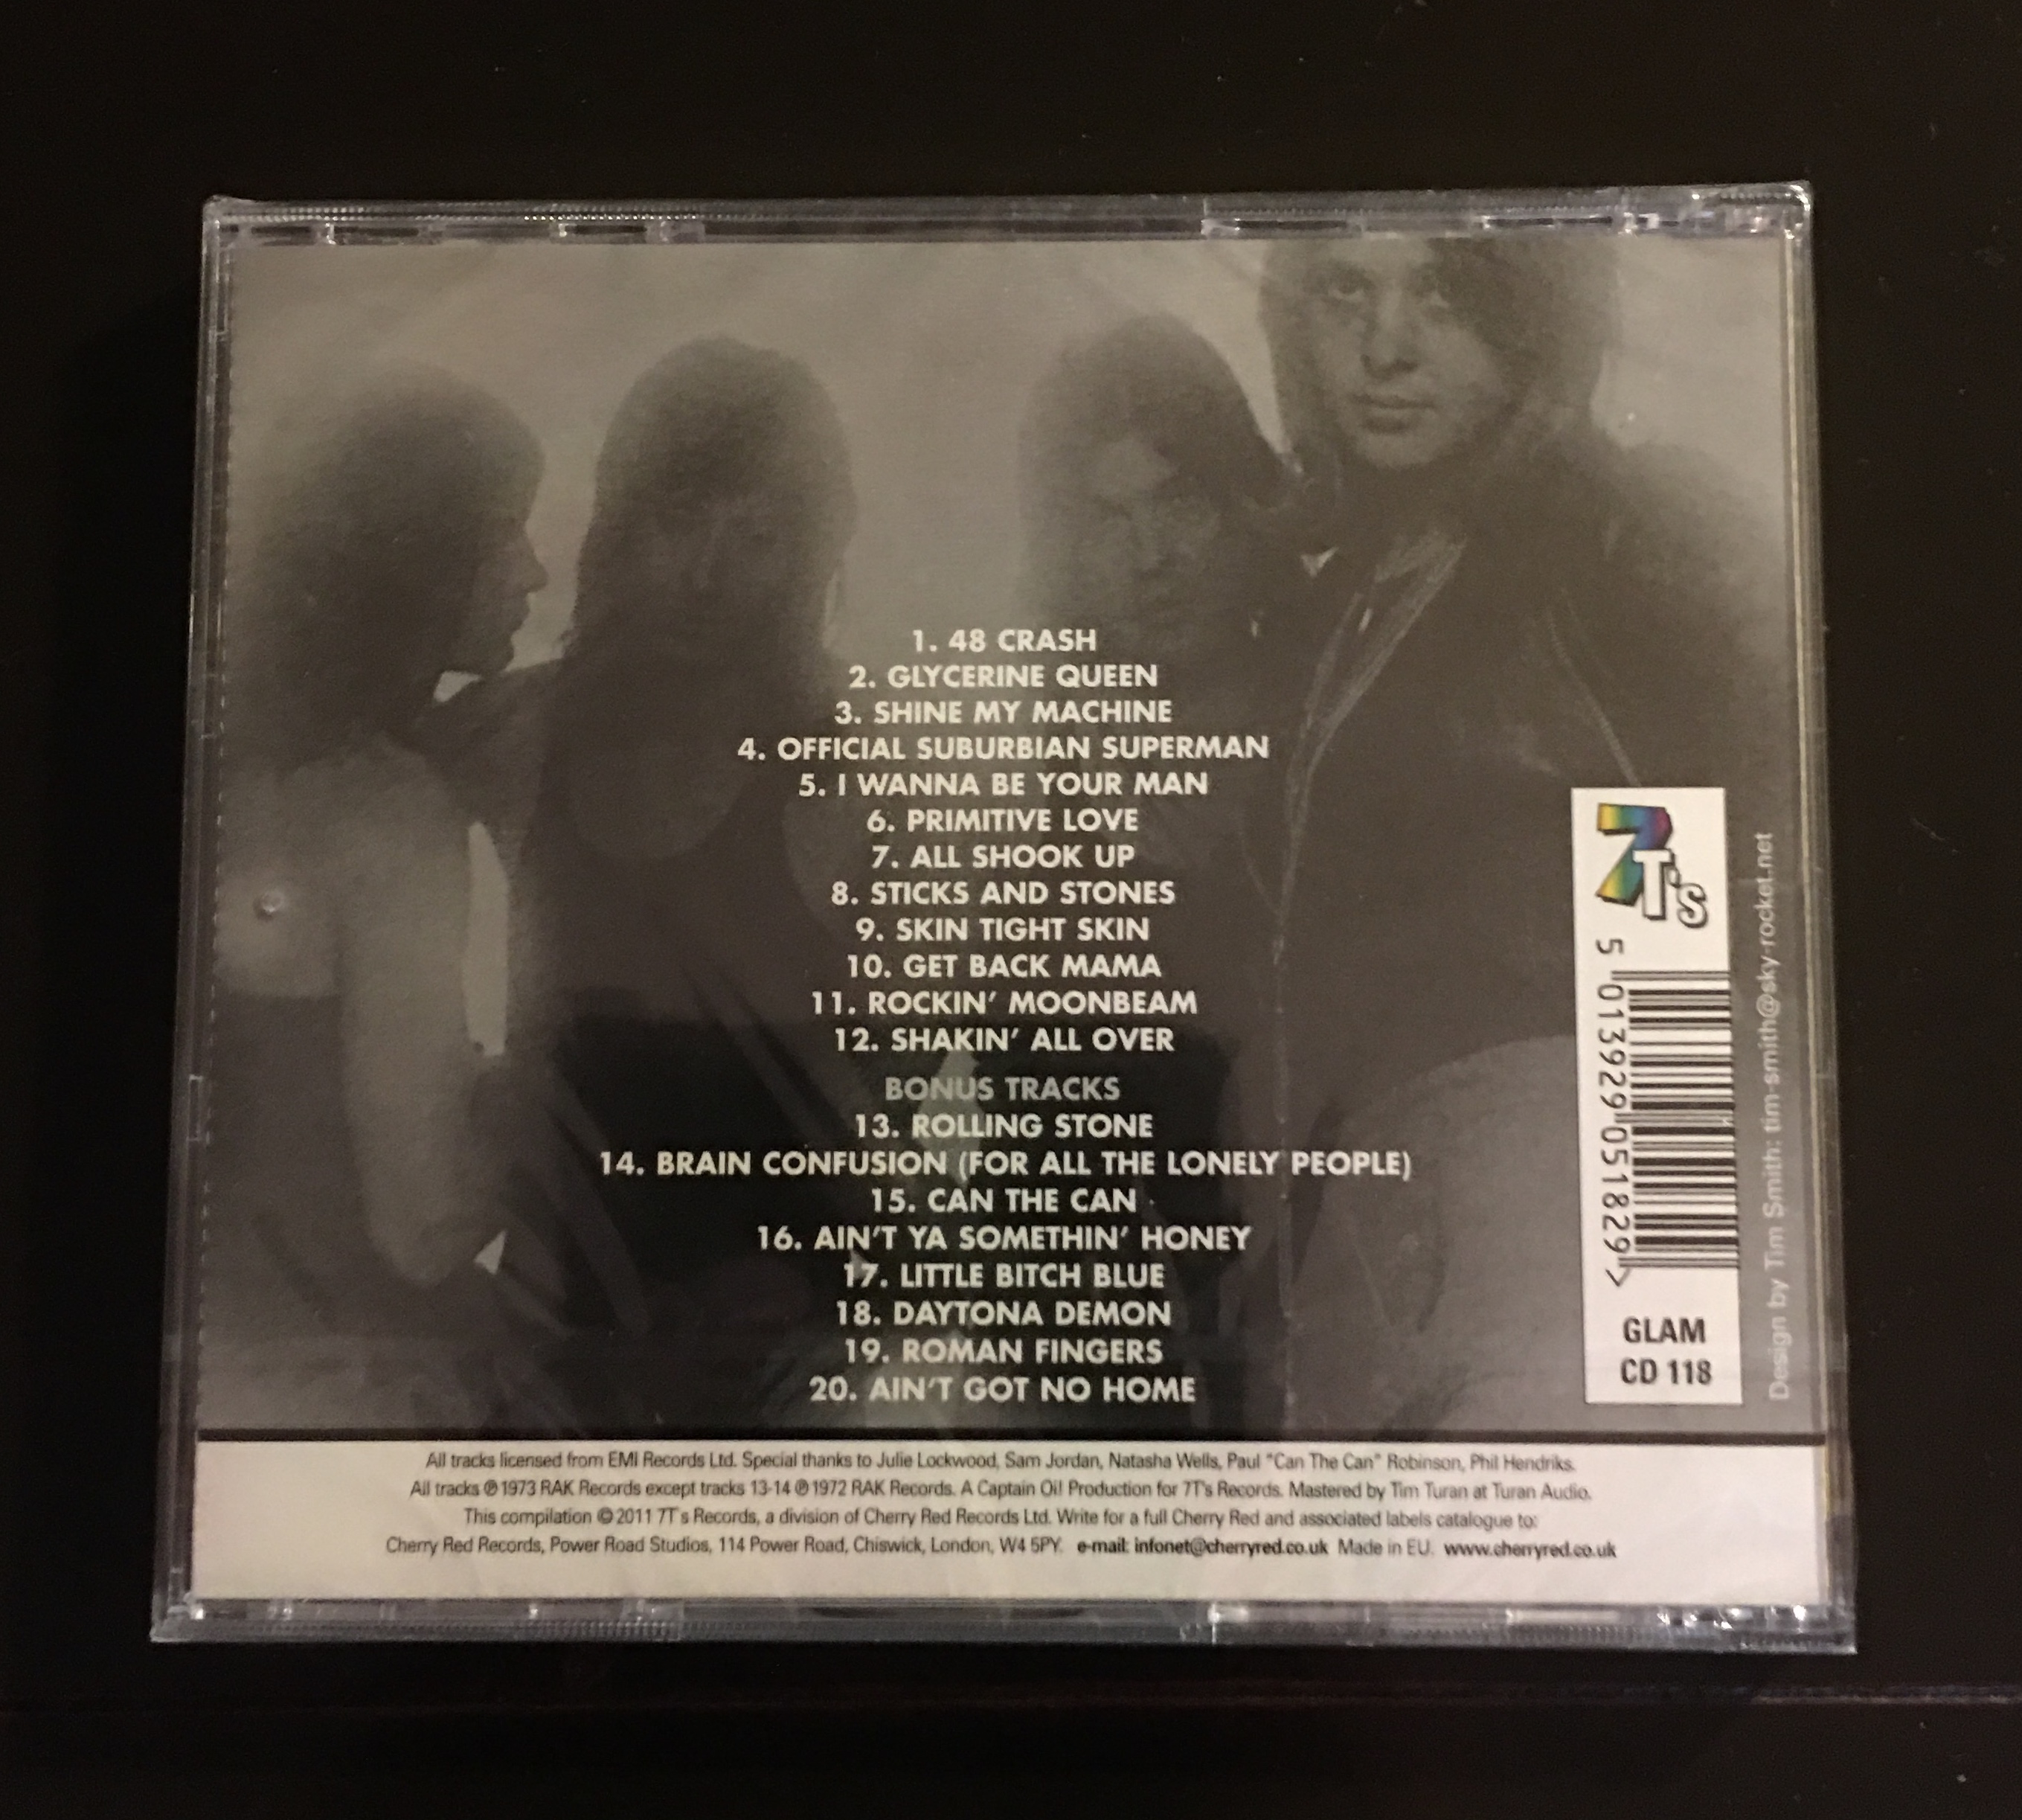 1. 48 CRASH
2. GLYCERINE QUEEN
3. SHINE MY MACHINE
4. OFFICIAL SUBURBIAN SUPERMAN
5. I WANNA BE YOUR MAN
6. PRIMITIVE LOVE
7. ALL SHOOK UP
8. STICKS AND STONES
9. SKIN TIGHT SKIN
10. GET BACK MAMA
11. ROCKIN' MOONBEAM
12. SHAKIN' ALL OVER
BONUS TRACKS
13. ROLLING STONE
14. BRAIN CONFUSION (FOR ALL THE LONELY PEOPLE)
15. CAN THE CAN
16. AIN'T YA SOMETHIN' HONEY
17. LITTLE BITCH BLUE
18. DAYTONA DEMON
19. ROMAN FINGERS
20. AIN'T GOT NO HOME
7T's
5 013929 051829 >
GLAM
CD 118
Design by Tim Smith: tim-smith@sky-rocket.net
All tracks licensed from EMI Records Ltd. Special thanks to Julie Lockwood, Sam Jordan, Natasha Wells, Paul "Can The Can" Robinson, Phil Hendriks.
All tracks ℗ 1973 RAK Records except tracks 13-14 ℗ 1972 RAK Records. A Captain Oi! Production for 7T's Records. Mastered by Tim Turan at Turan Audio.
This compilation © 2011 7T's Records, a division of Cherry Red Records Ltd. Write for a full Cherry Red and associated labels catalogue to:
Cherry Red Records, Power Road Studios, 114 Power Road, Chiswick, London, W4 5PY. e-mail: infonet@cherryred.co.uk Made in EU. www.cherryred.co.uk